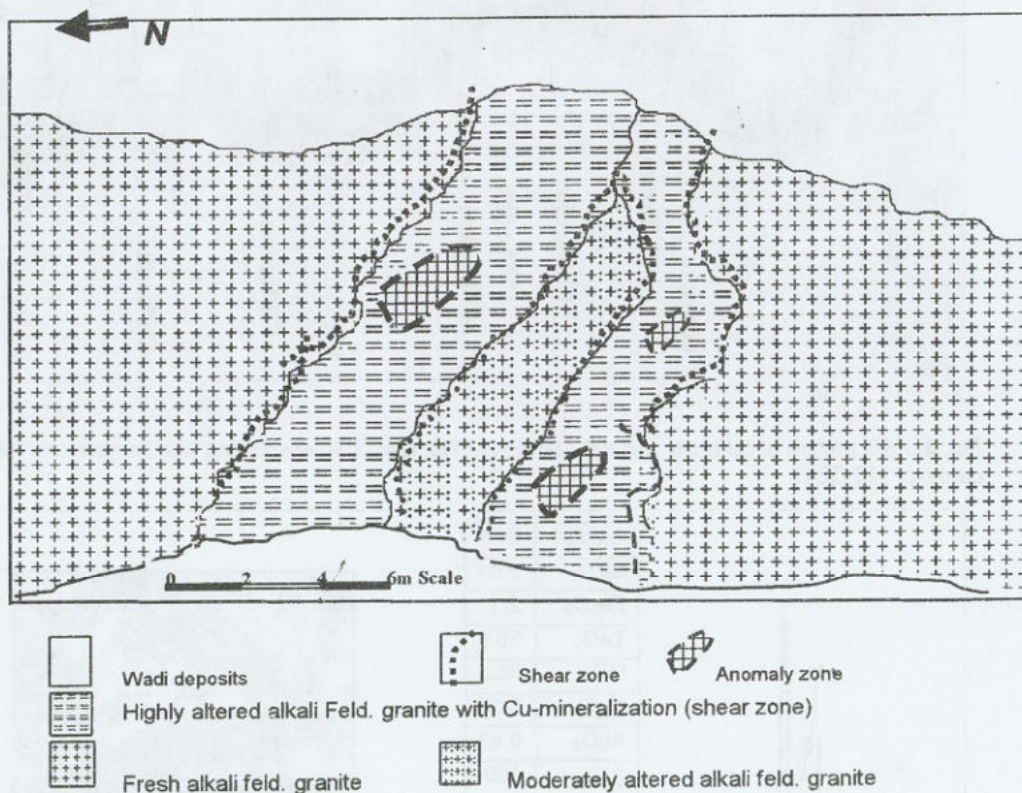 N
0 2 4 6m Scale
Wadi deposits
Shear zone
Anomaly zone
Highly altered alkali Feld. granite with Cu-mineralization (shear zone)
Fresh alkali feld. granite
Moderately altered alkali feld. granite